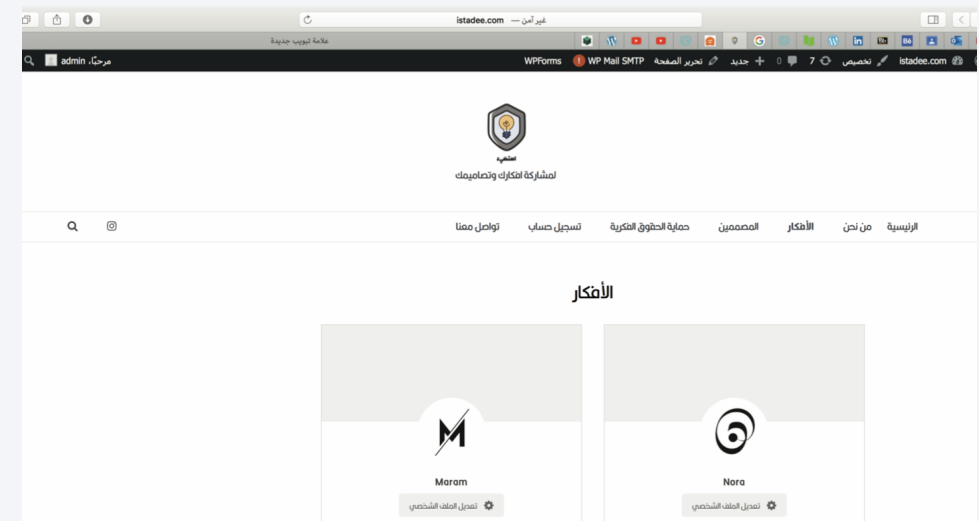 istadee.com — غير آمن
علامة تبويب جديدة
istadee.com تخصيص 7 0 جديد تحرير الصفحة WP Mail SMTP WPForms مرحبًا، admin
استضيء
لمشاركة افكارك وتصاميمك
الرئيسية من نحن الأفكار المصممين حماية الحقوق الفكرية تسجيل حساب تواصل معنا
الأفكار
Nora
تعديل الملف الشخصي
Maram
تعديل الملف الشخصي